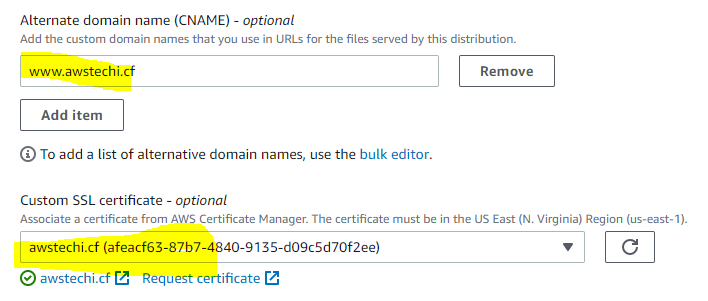 Alternate domain name (CNAME) - optional
Add the custom domain names that you use in URLs for the files served by this distribution.
www.awstechi.cf
Remove
Add item
To add a list of alternative domain names, use the bulk editor.
Custom SSL certificate - optional
Associate a certificate from AWS Certificate Manager. The certificate must be in the US East (N. Virginia) Region (us-east-1).
awstechi.cf (afeacf63-87b7-4840-9135-d09c5d70f2ee)
awstechi.cf Request certificate